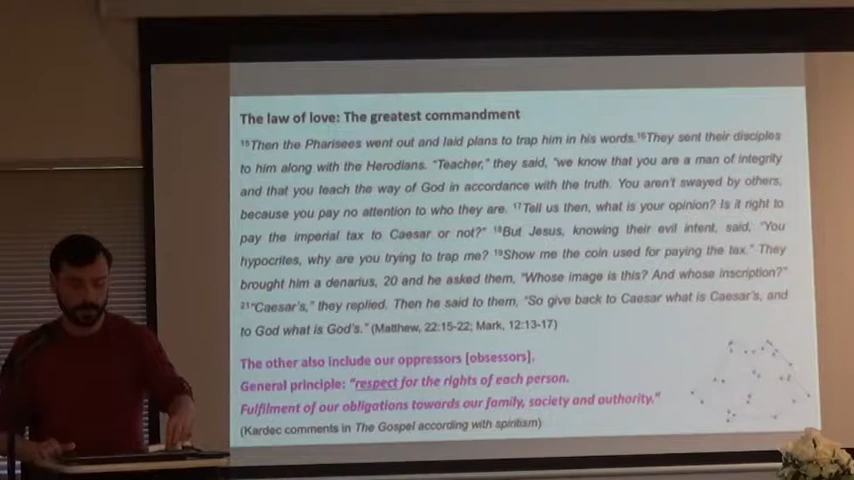 The law of love: The greatest commandment
¹⁵Then the Pharisees went out and laid plans to trap him in his words.¹⁶They sent their disciples
to him along with the Herodians. “Teacher,” they said, “we know that you are a man of integrity
and that you teach the way of God in accordance with the truth. You aren’t swayed by others,
because you pay no attention to who they are. ¹⁷Tell us then, what is your opinion? Is it right to
pay the imperial tax to Caesar or not?” ¹⁸But Jesus, knowing their evil intent, said, “You
hypocrites, why are you trying to trap me? ¹⁹Show me the coin used for paying the tax.” They
brought him a denarius, 20 and he asked them, “Whose image is this? And whose inscription?”
²¹“Caesar’s,” they replied. Then he said to them, “So give back to Caesar what is Caesar’s, and
to God what is God’s.” (Matthew, 22:15-22; Mark, 12:13-17)
The other also include our oppressors [obsessors].
General principle: “respect for the rights of each person.
Fulfilment of our obligations towards our family, society and authority.”
(Kardec comments in The Gospel according with spiritism)